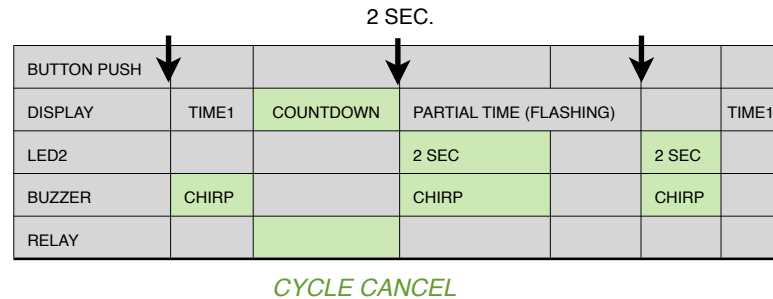 2 SEC.
BUTTON PUSH
DISPLAY TIME1 COUNTDOWN PARTIAL TIME (FLASHING) TIME1
LED2 2 SEC 2 SEC
BUZZER CHIRP CHIRP CHIRP
RELAY
CYCLE CANCEL